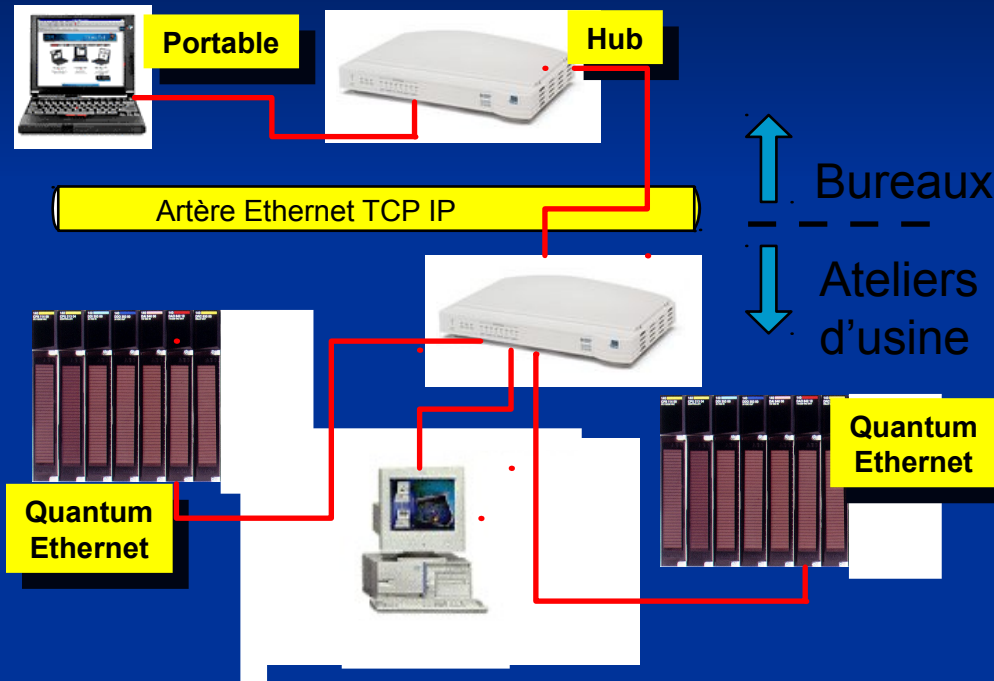 Portable
Hub
Artère Ethernet TCP IP
Bureaux
Ateliers
d’usine
Quantum
Ethernet
Quantum
Ethernet